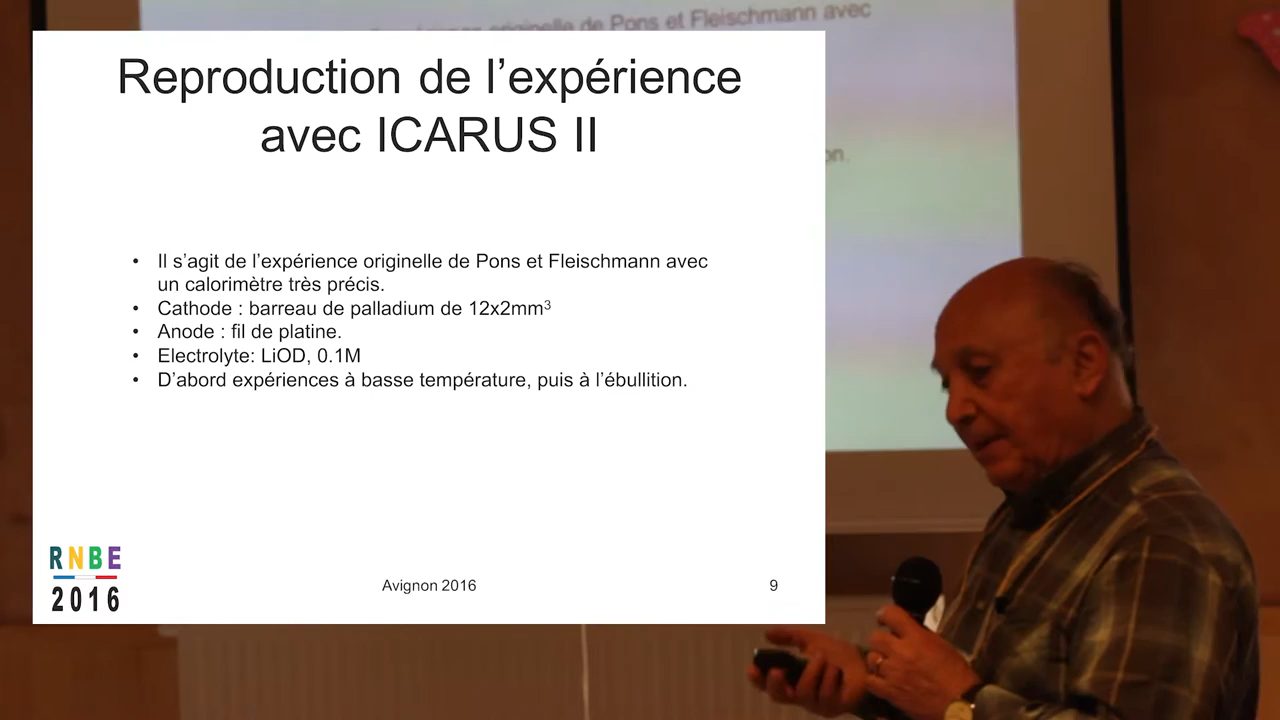 originelle de Pons et Fleischmann avec
on.
Reproduction de l’expérience
avec ICARUS II
• Il s’agit de l’expérience originelle de Pons et Fleischmann avec
un calorimètre très précis.
• Cathode : barreau de palladium de 12x2mm³
• Anode : fil de platine.
• Electrolyte: LiOD, 0.1M
• D’abord expériences à basse température, puis à l’ébullition.
RNBE
2016
Avignon 2016
9